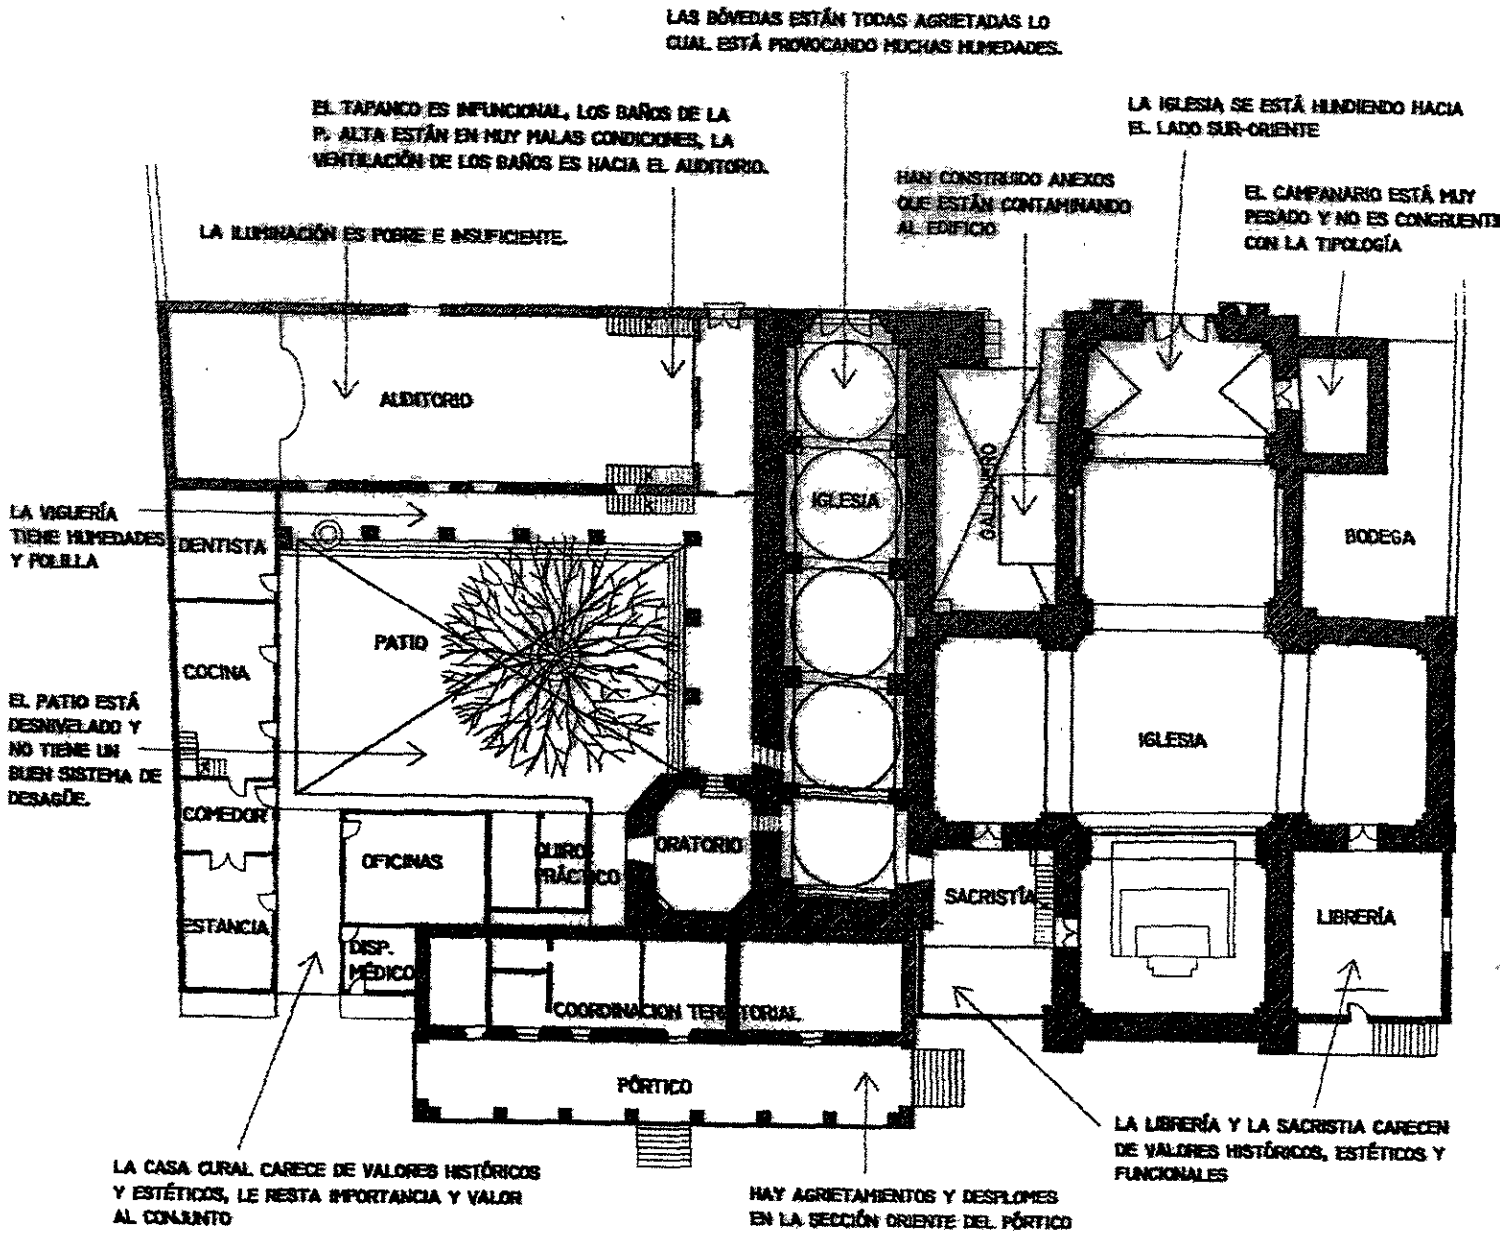 LAS BÓVEDAS ESTÁN TODAS AGRIETADAS LO
CUAL ESTÁ PROVOCANDO MUCHAS HUMEDADES.
EL TAPANCO ES INFUNCIONAL, LOS BAÑOS DE LA
P. ALTA ESTÁN EN MUY MALAS CONDICIONES, LA
VENTILACIÓN DE LOS BAÑOS ES HACIA EL AUDITORIO.
LA IGLESIA SE ESTÁ HUNDIENDO HACIA
EL LADO SUR-ORIENTE
HAN CONSTRUIDO ANEXOS
QUE ESTÁN CONTAMINANDO
AL EDIFICIO
EL CAMPANARIO ESTÁ MUY
PESADO Y NO ES CONGRUENTE
CON LA TIPOLOGÍA
LA ILUMINACIÓN ES POBRE E INSUFICIENTE.
AUDITORIO
IGLESIA
GALLINERO
BODEGA
LA VIGUERÍA
TIENE HUMEDADES
Y POLILLA
DENTISTA
PATIO
COCINA
EL PATIO ESTÁ
DESNIVELADO Y
NO TIENE UN
BUEN SISTEMA DE
DESAGÜE.
IGLESIA
COMEDOR
OFICINAS
QUIRO
PRÁCTICO
ORATORIO
SACRISTÍA
LIBRERÍA
ESTANCIA
DISP.
MÉDICO
COORDINACION TERRITORIAL
PÓRTICO
LA CASA CURAL CARECE DE VALORES HISTÓRICOS
Y ESTÉTICOS, LE RESTA IMPORTANCIA Y VALOR
AL CONJUNTO
HAY AGRIETAMIENTOS Y DESPLOMES
EN LA SECCIÓN ORIENTE DEL PÓRTICO
LA LIBRERÍA Y LA SACRISTIA CARECEN
DE VALORES HISTÓRICOS, ESTÉTICOS Y
FUNCIONALES